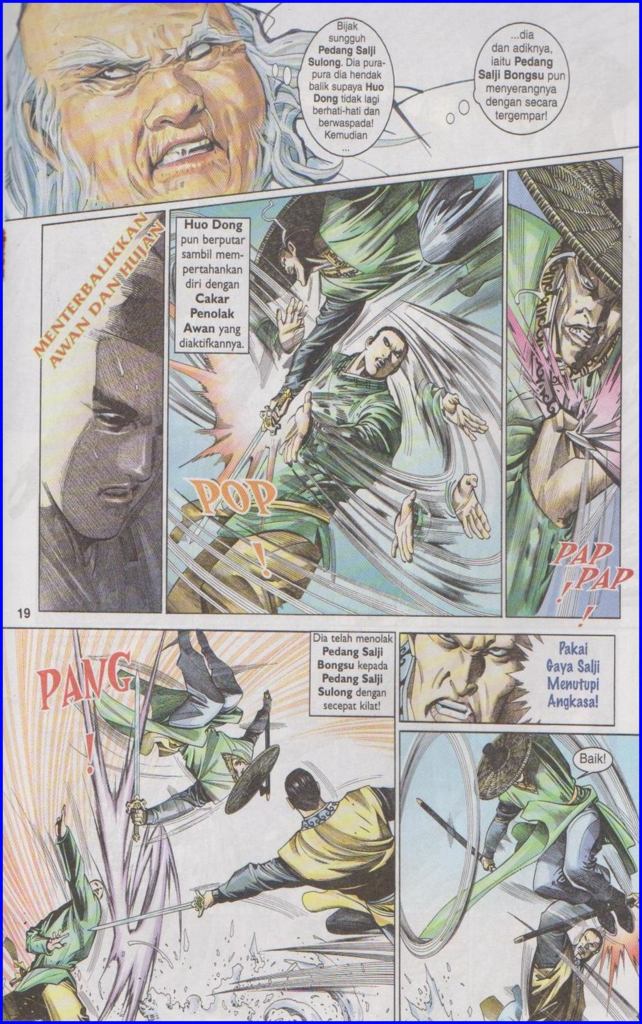 Bijak
sungguh
Pedang Salji
Sulong. Dia pura-
pura dia hendak
balik supaya Huo
Dong tidak lagi
berhati-hati dan
berwaspada!
Kemudian
...
...dia
dan adiknya,
iaitu Pedang
Salji Bongsu pun
menyerangnya
dengan secara
tergempar!
MENTERBALIKKAN
AWAN DAN HUJAN
Huo Dong
pun berputar
sambil mem-
pertahankan
diri dengan
Cakar
Penolak
Awan yang
diaktifkannya.
POP
!
PAP
PAP
! !
19
PANG
!
Dia telah menolak
Pedang Salji
Bongsu kepada
Pedang Salji
Sulong dengan
secepat kilat!
Pakai
Gaya Salji
Menutupi
Angkasa!
Baik!